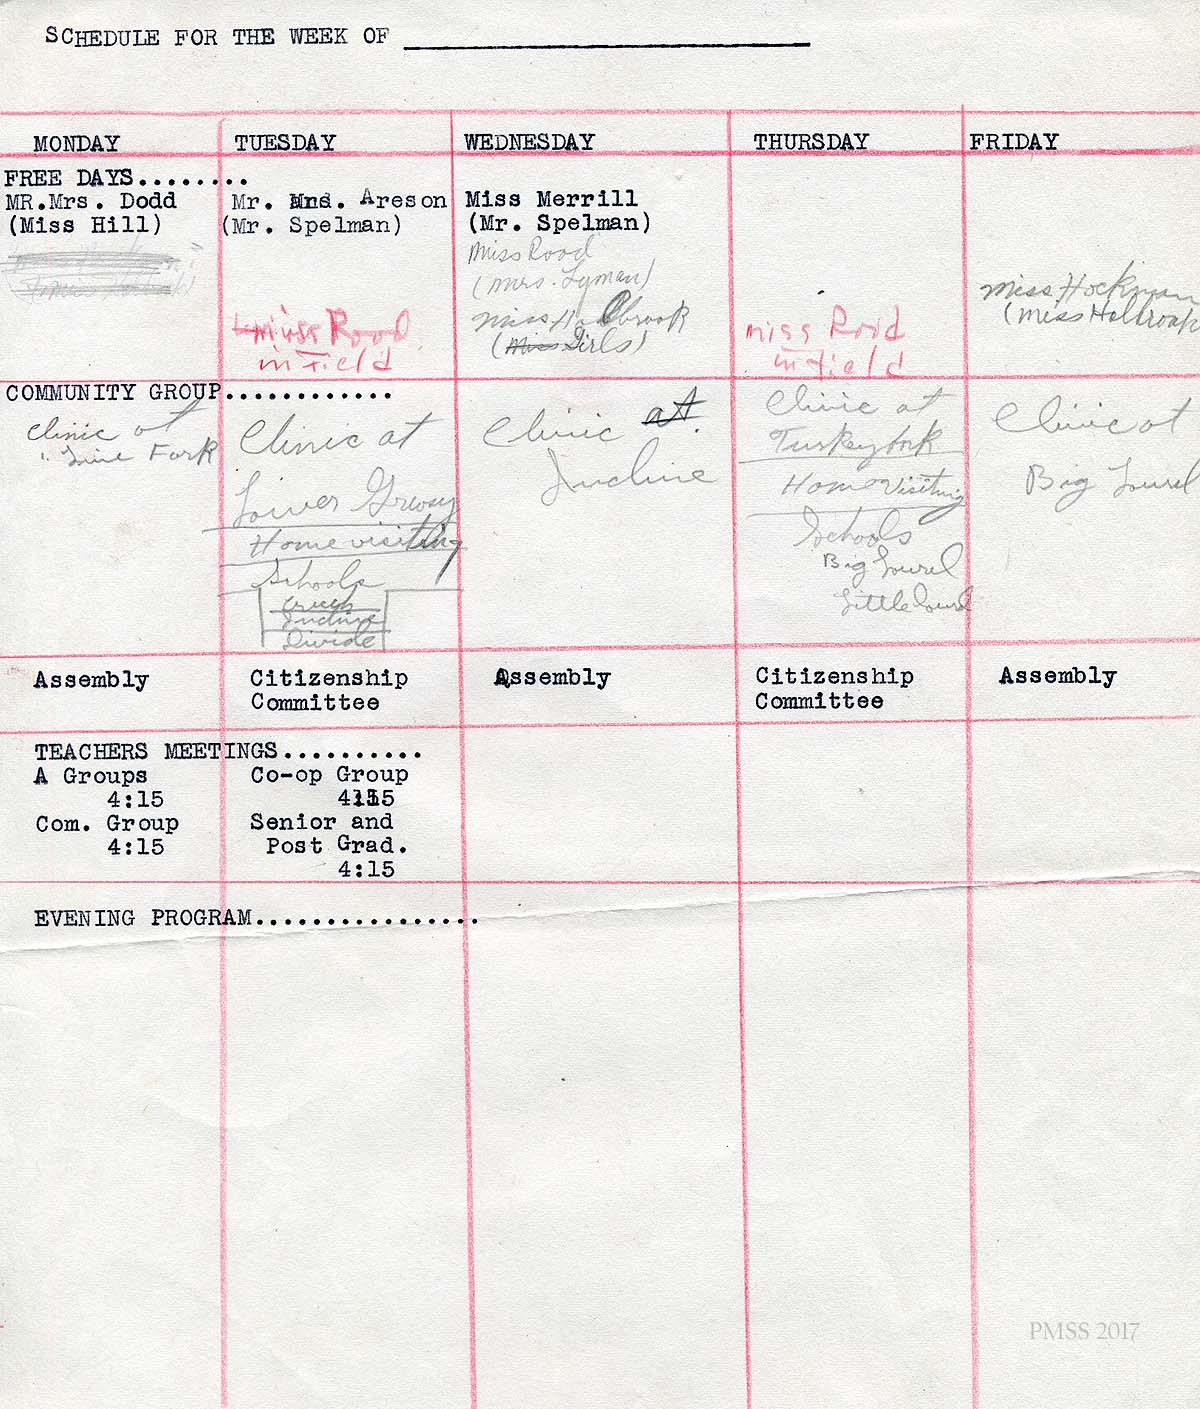 SCHEDULE FOR THE WEEK OF
MONDAY TUESDAY WEDNESDAY THURSDAY FRIDAY
FREE DAYS........
MR.Mrs. Dodd
(Miss Hill)
Mr. Mrs. Areson
(Mr. Spelman)
Miss Rood
in Field
Miss Merrill
(Mr. Spelman)
Miss Rood
(Mrs. Lyman)
Miss Holbrook
(Miss Girls)
miss Rood
in Field
Miss Hockman
(Miss Holbrook
COMMUNITY GROUP............
Clinic at
" Line Fork
Clinic at
Lower Greasy
Home visiting
Schools
Creech
Incline
Divide
Clinic at
Incline
Clinic at
Turkey fork
Home Visiting
Schools
Big Laurel
Little Laurel
Clinic at
Big Laurel
Assembly
Citizenship
Committee
Assembly
Citizenship
Committee
Assembly
TEACHERS MEETINGS..........
A Groups
4:15
Com. Group
4:15
Co-op Group
4:15
Senior and
Post Grad.
4:15
EVENING PROGRAM................
PMSS 2017